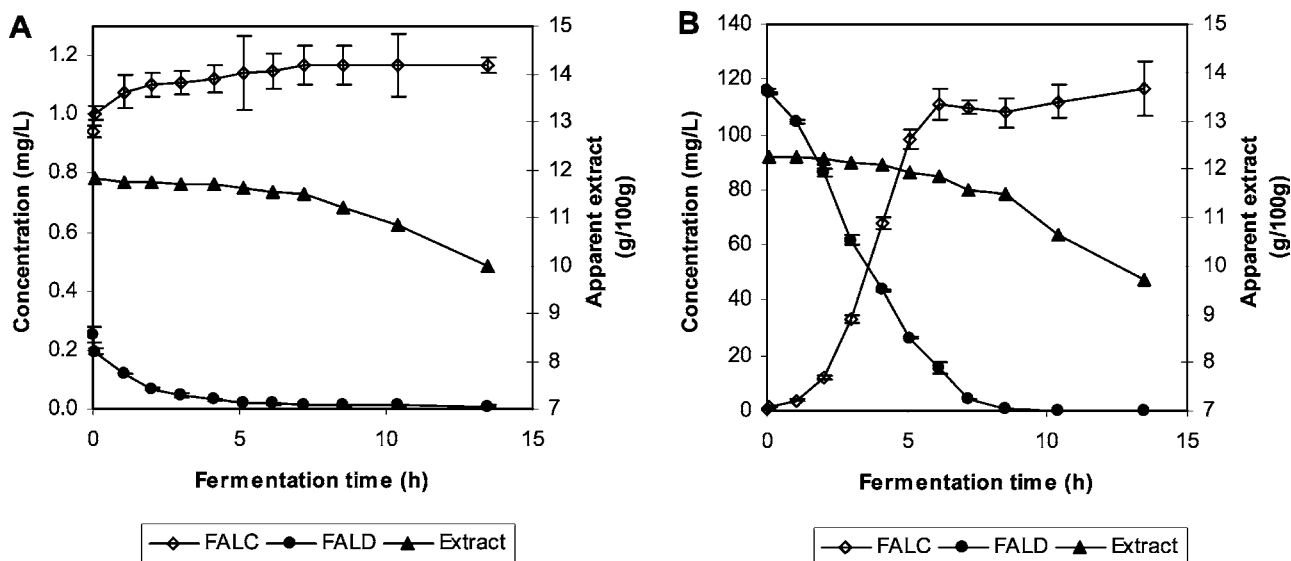 A
Concentration (mg/L)
1.2
1.0
0.8
0.6
0.4
0.2
0.0
15
14
13
12
11
10
9
8
7
Apparent extract
(g/100g)
0 5 10 15
Fermentation time (h)
FALC FALD Extract
B
Concentration (mg/L)
140
120
100
80
60
40
20
0
15
14
13
12
11
10
9
8
7
Apparent extract
(g/100g)
0 5 10 15
Fermentation time (h)
FALC FALD Extract